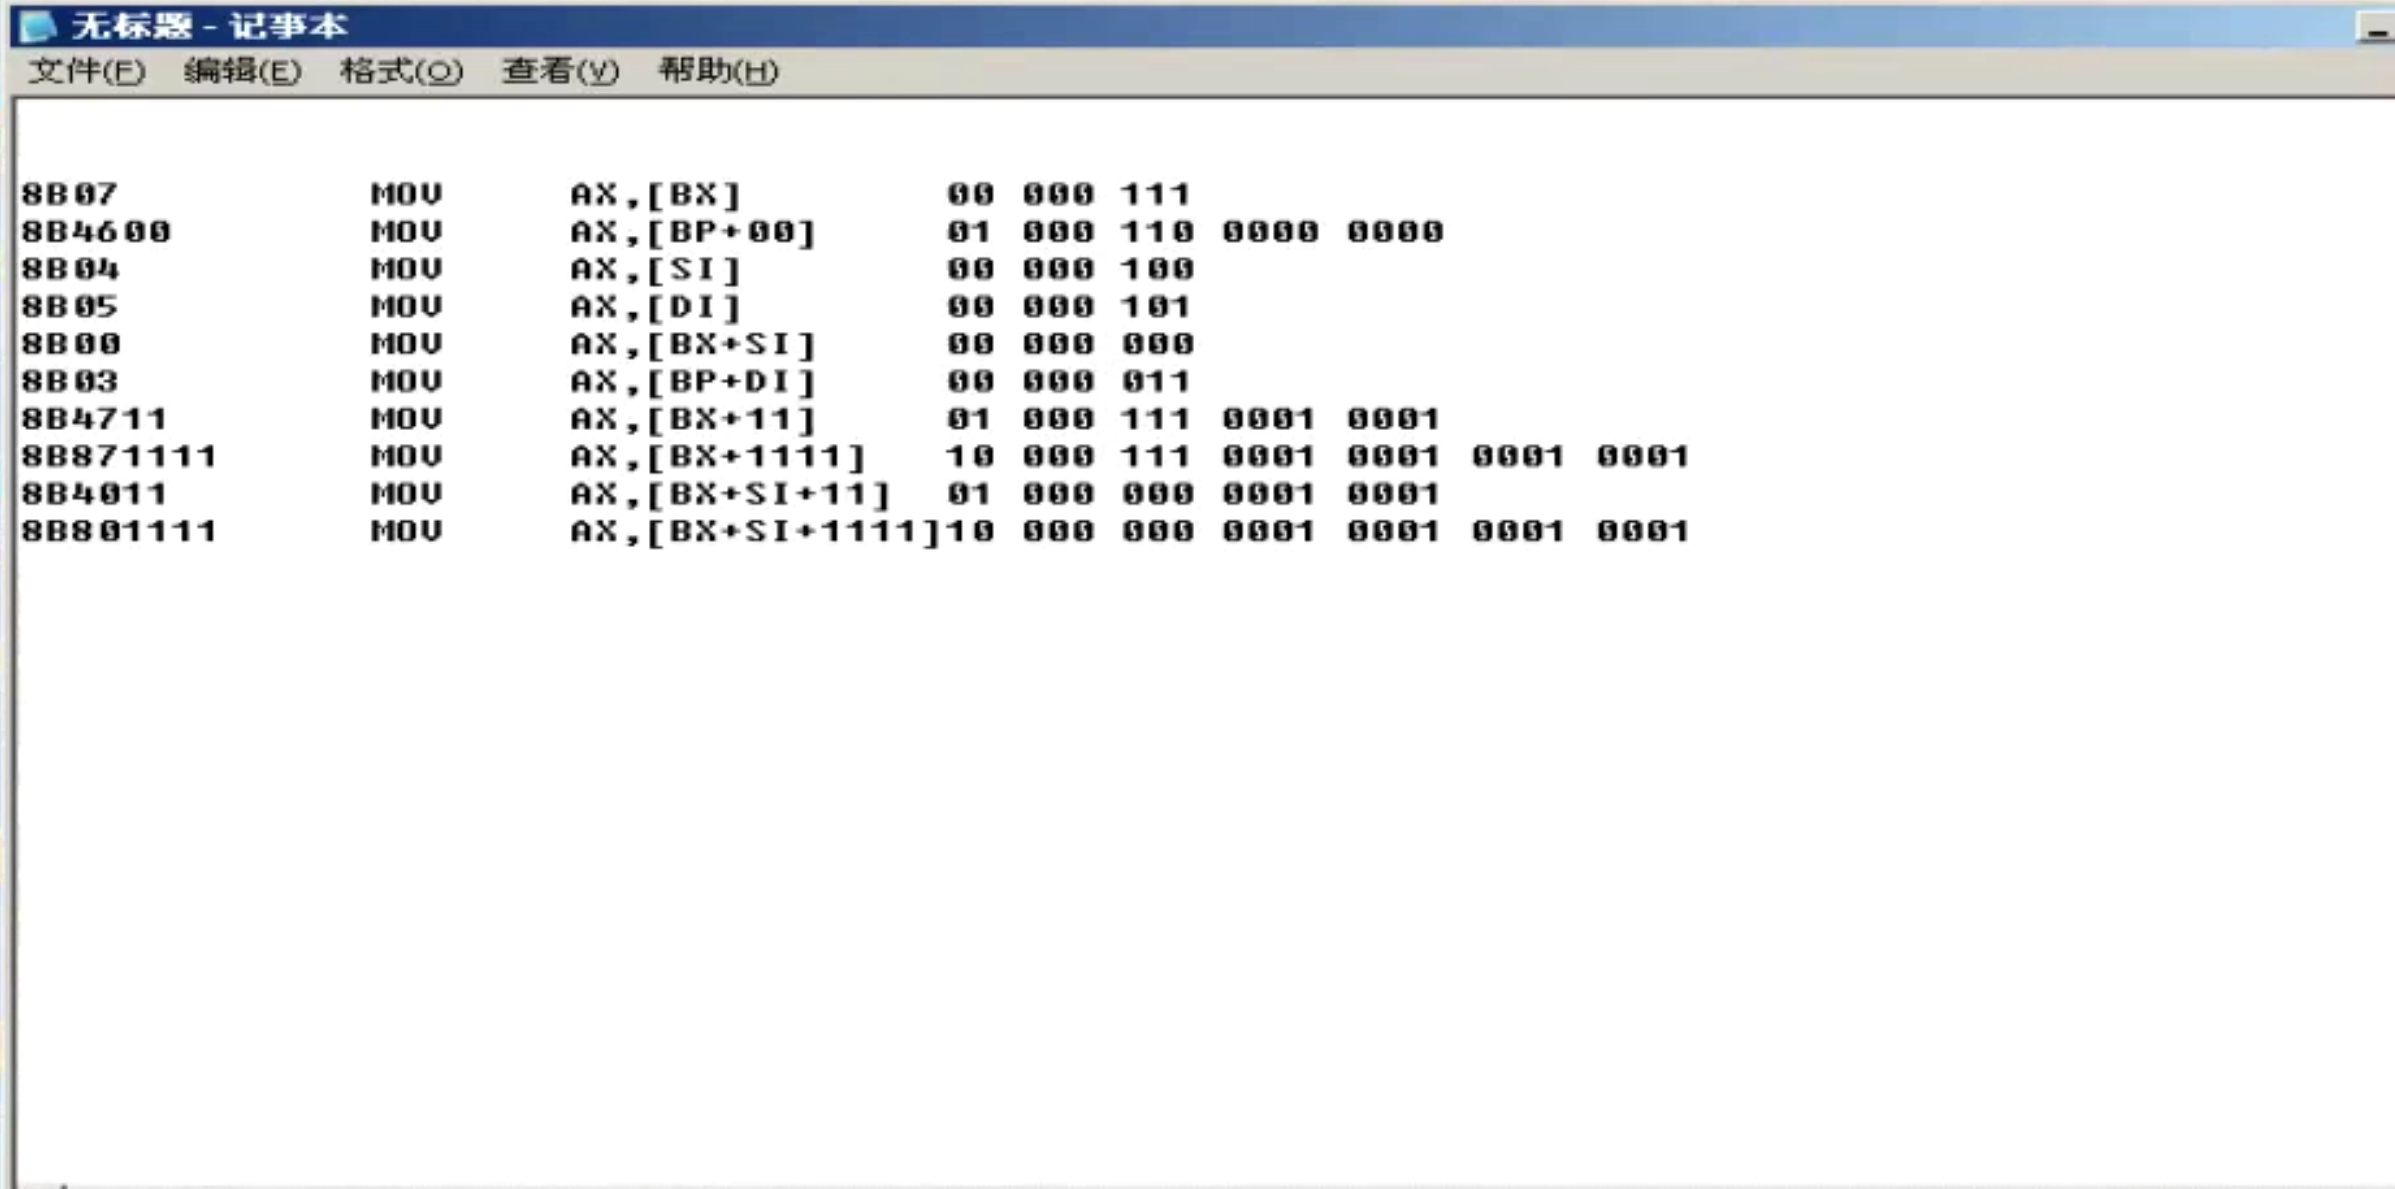 无标题 - 记事本
文件(F) 编辑(E) 格式(O) 查看(V) 帮助(H)
8B07 MOV AX,[BX] 00 000 111
8B4600 MOV AX,[BP+00] 01 000 110 0000 0000
8B04 MOV AX,[SI] 00 000 100
8B05 MOV AX,[DI] 00 000 101
8B00 MOV AX,[BX+SI] 00 000 000
8B03 MOV AX,[BP+DI] 00 000 011
8B4711 MOV AX,[BX+11] 01 000 111 0001 0001
8B871111 MOV AX,[BX+1111] 10 000 111 0001 0001 0001 0001
8B4011 MOV AX,[BX+SI+11] 01 000 000 0001 0001
8B801111 MOV AX,[BX+SI+1111]10 000 000 0001 0001 0001 0001